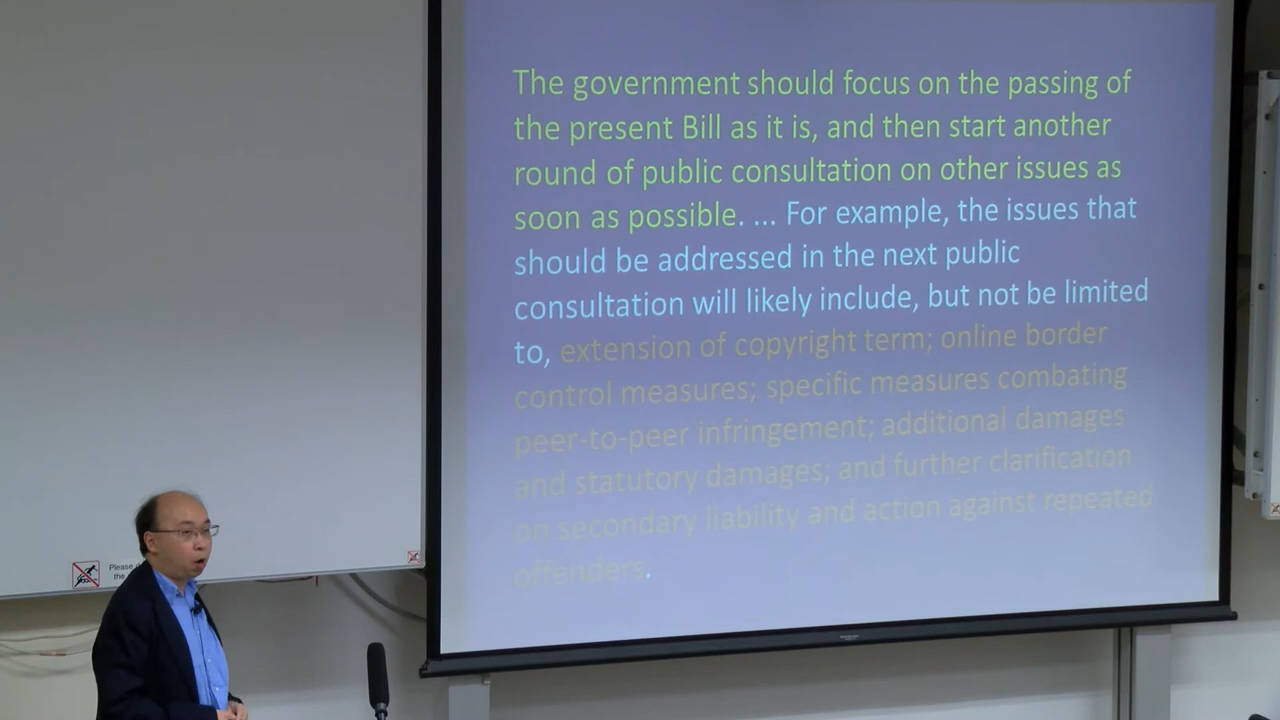 The government should focus on the passing of
the present Bill as it is, and then start another
round of public consultation on other issues as
soon as possible. ... For example, the issues that
should be addressed in the next public
consultation will likely include, but not be limited
to, extension of copyright term; online border
control measures; specific measures combating
peer-to-peer infringement; additional damages
and statutory damages; and further clarification
on secondary liability and action against repeated
offenders.
Please
the